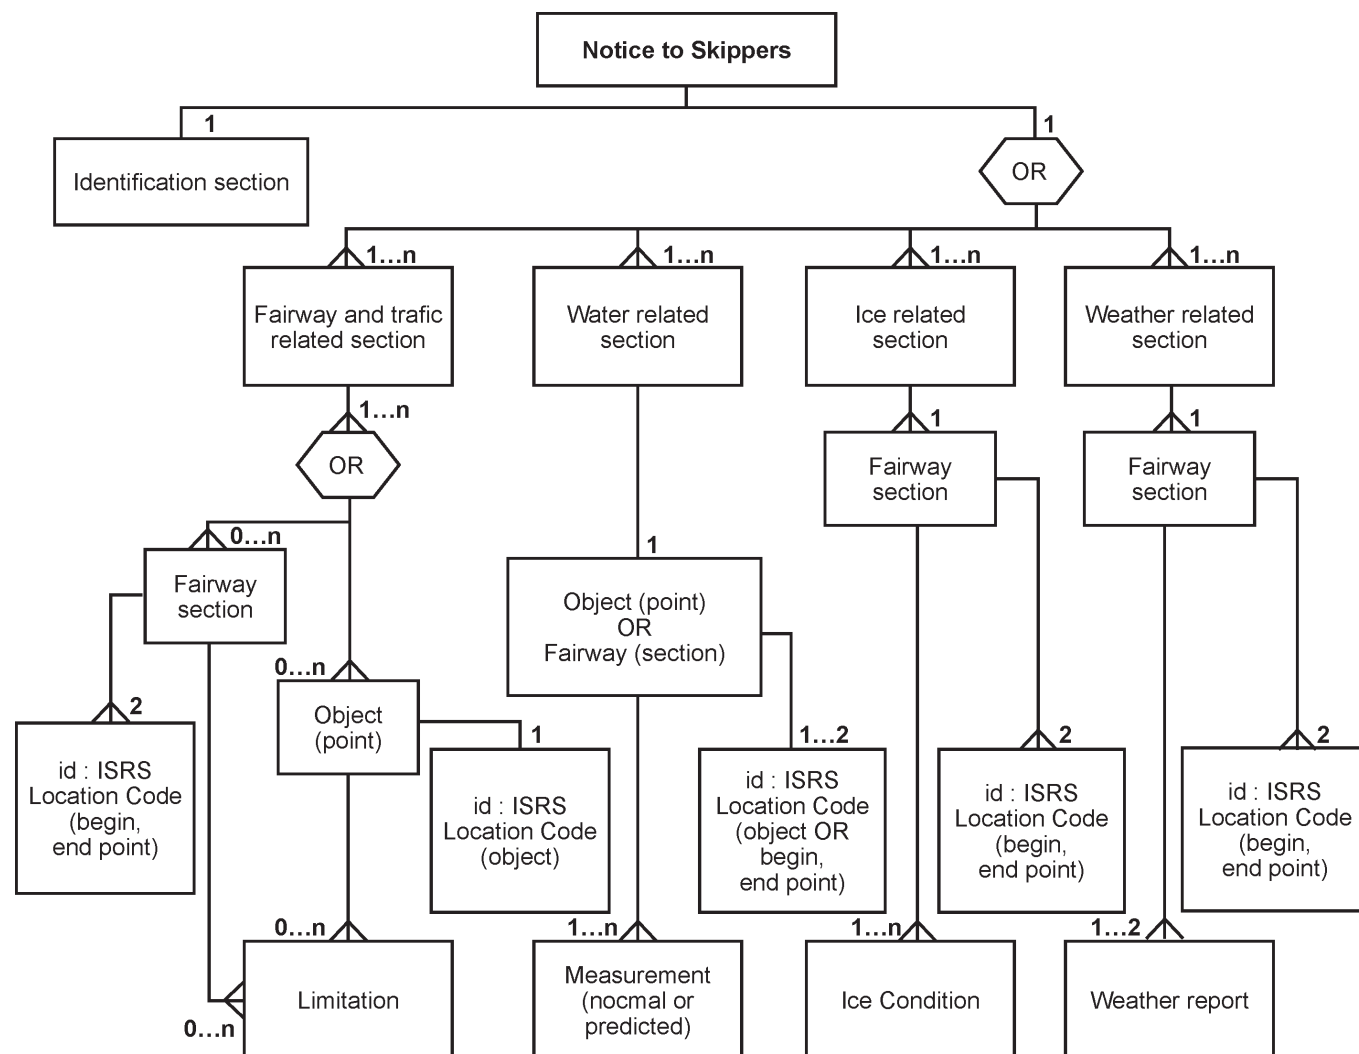 Notice to Skippers
1
1
Identification section
OR
1...n
1...n
1...n
1...n
Fairway and trafic
related section
Water related
section
Ice related
section
Weather related
section
1...n
1
1
OR
Fairway
section
Fairway
section
0...n
1
Fairway
section
Object (point)
OR
Fairway (section)
0...n
2
Object
(point)
1
1...2
2
2
id : ISRS
Location Code
(begin,
end point)
id : ISRS
Location Code
(object)
id : ISRS
Location Code
(object OR
begin,
end point)
id : ISRS
Location Code
(begin,
end point)
id : ISRS
Location Code
(begin,
end point)
0...n
1...n
1...n
1...2
Limitation
Measurement
(nocmal or
predicted)
Ice Condition
Weather report
0...n